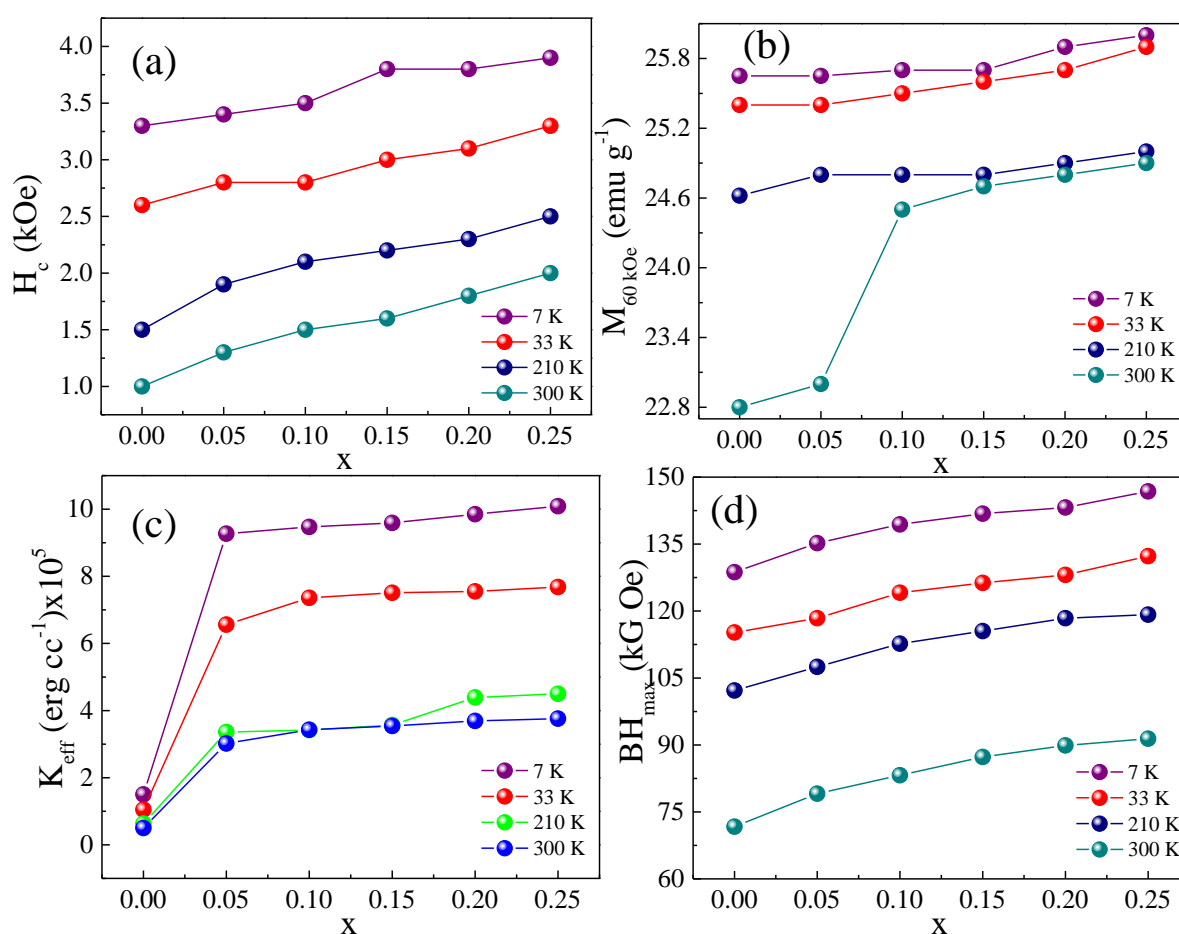 (a)
H_c (kOe)
4.0
3.5
3.0
2.5
2.0
1.5
1.0
7 K
33 K
210 K
300 K
0.00 0.05 0.10 0.15 0.20 0.25
x
(b)
M_60 kOe (emu g^-1)
25.8
25.2
24.6
24.0
23.4
22.8
7 K
33 K
210 K
300 K
0.00 0.05 0.10 0.15 0.20 0.25
x
(c)
K_eff (erg cc^-1)x10^5
10
8
6
4
2
0
7 K
33 K
210 K
300 K
0.00 0.05 0.10 0.15 0.20 0.25
x
(d)
BH_max (kG Oe)
150
135
120
105
90
75
60
7 K
33 K
210 K
300 K
0.00 0.05 0.10 0.15 0.20 0.25
x